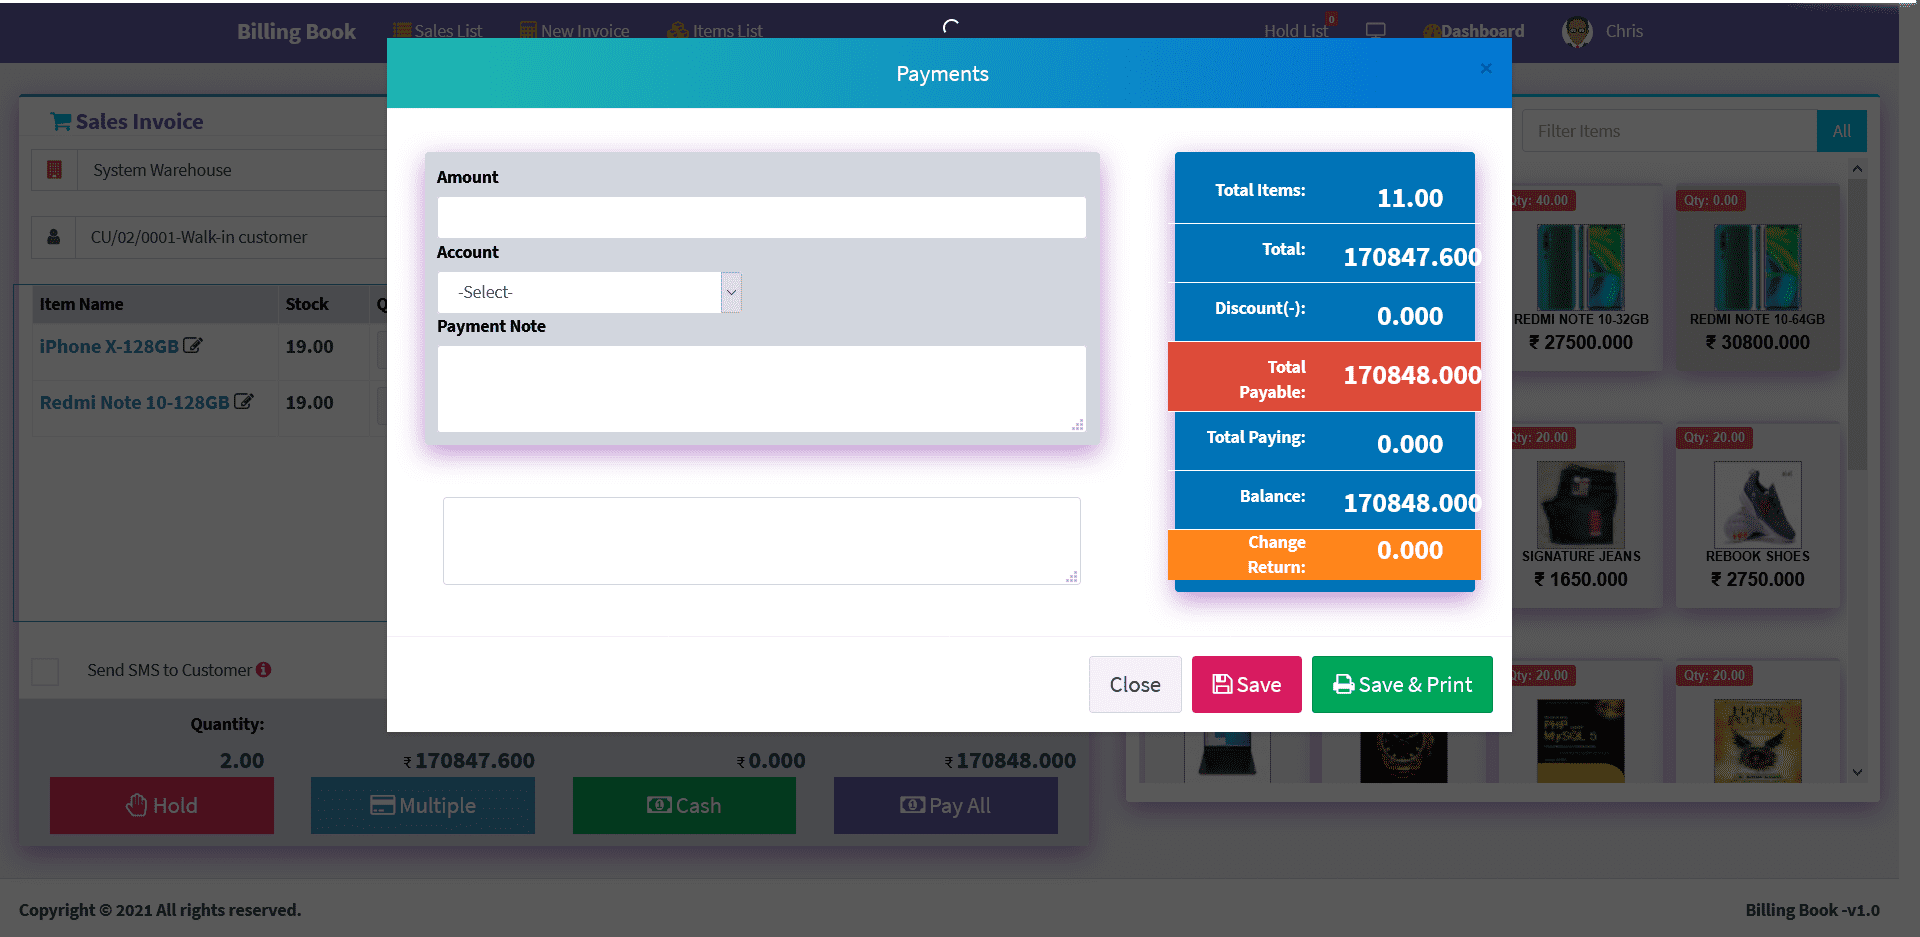 Billing Book
Sales List
New Invoice
Items List
Hold List
0
Dashboard
Chris
Payments
×
Sales Invoice
System Warehouse
CU/02/0001-Walk-in customer
Item Name
Stock
Q
iPhone X-128GB
19.00
Redmi Note 10-128GB
19.00
Send SMS to Customer
Quantity:
2.00
₹ 170847.600
₹ 0.000
₹ 170848.000
Hold
Multiple
Cash
Pay All
Amount
Account
-Select-
Payment Note
Total Items:
11.00
Total:
170847.600
Discount(-):
0.000
Total Payable:
170848.000
Total Paying:
0.000
Balance:
170848.000
Change Return:
0.000
Close
Save
Save & Print
Filter Items
All
Qty: 40.00
REDMI NOTE 10-32GB
₹ 27500.000
Qty: 0.00
REDMI NOTE 10-64GB
₹ 30800.000
Qty: 20.00
SIGNATURE JEANS
₹ 1650.000
Qty: 20.00
REBOOK SHOES
₹ 2750.000
Qty: 20.00
PHP
MySQL 5
Qty: 20.00
Copyright © 2021 All rights reserved.
Billing Book -v1.0